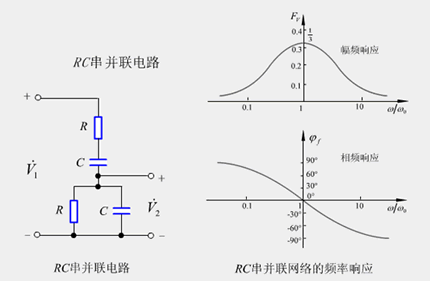 RC串并联电路
+
R
C
V̇₁
+
R
C
V̇₂
−
−
RC串并联电路
F_F
0.4
1/3
0.3
0.2
0.1
幅频响应
0.1
1
10
ω/ω₀
φ_f
相频响应
90°
60°
30°
0°
0.1
1
10
ω/ω₀
-30°
-60°
-90°
RC串并联网络的频率响应